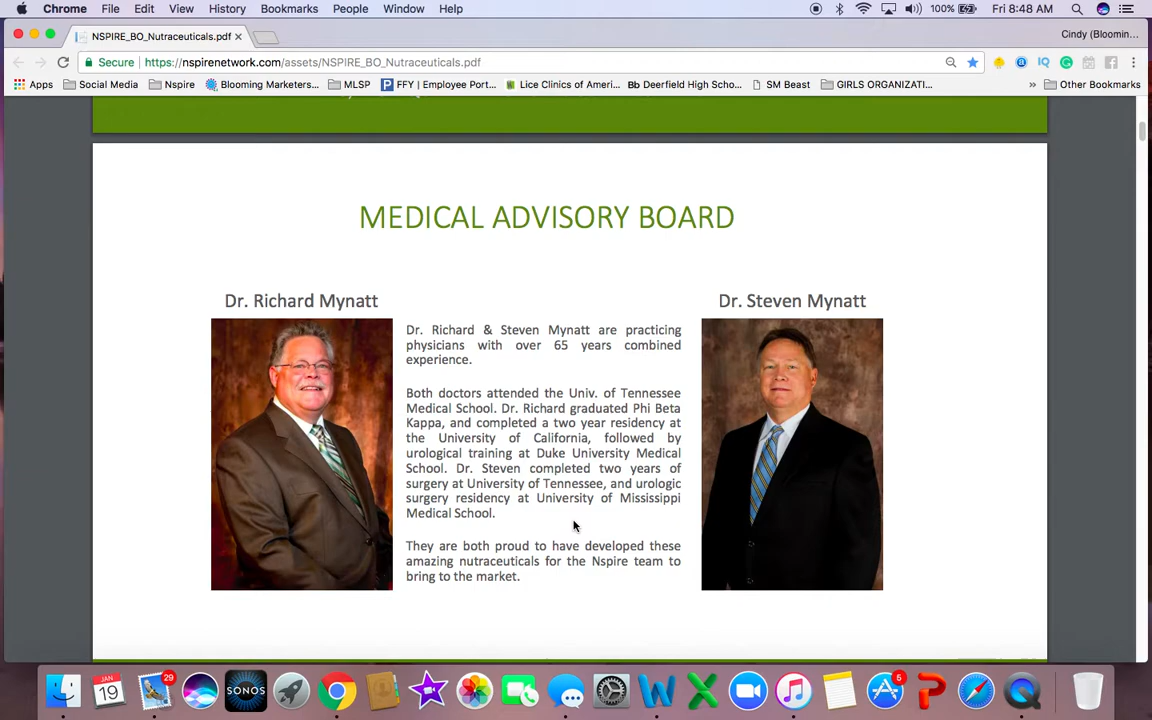 Chrome File Edit View History Bookmarks People Window Help 100% Fri 8:48 AM
NSPIRE_BO_Nutraceuticals.pdf Cindy (Bloomin...
Secure https://nspirenetwork.com/assets/NSPIRE_BO_Nutraceuticals.pdf
Apps Social Media Nspire Blooming Marketers... MLSP FFY | Employee Port... Lice Clinics of Ameri... Bb Deerfield High Scho... SM Beast GIRLS ORGANIZATI... » Other Bookmarks
MEDICAL ADVISORY BOARD
Dr. Richard Mynatt
Dr. Steven Mynatt
Dr. Richard & Steven Mynatt are practicing
physicians with over 65 years combined
experience.
Both doctors attended the Univ. of Tennessee
Medical School. Dr. Richard graduated Phi Beta
Kappa, and completed a two year residency at
the University of California, followed by
urological training at Duke University Medical
School. Dr. Steven completed two years of
surgery at University of Tennessee, and urologic
surgery residency at University of Mississippi
Medical School.
They are both proud to have developed these
amazing nutraceuticals for the Nspire team to
bring to the market.
JAN
19
29
SONOS
5